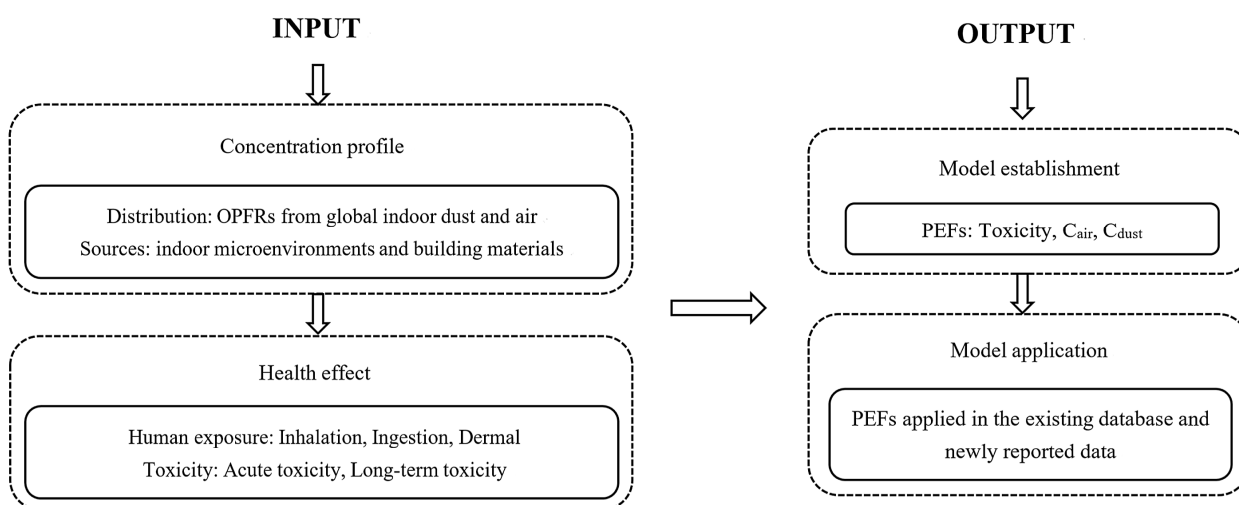 INPUT
Concentration profile
Distribution: OPFRs from global indoor dust and air
Sources: indoor microenvironments and building materials
Health effect
Human exposure: Inhalation, Ingestion, Dermal
Toxicity: Acute toxicity, Long-term toxicity
OUTPUT
Model establishment
PEFs: Toxicity, Cair, Cdust
Model application
PEFs applied in the existing database and
newly reported data